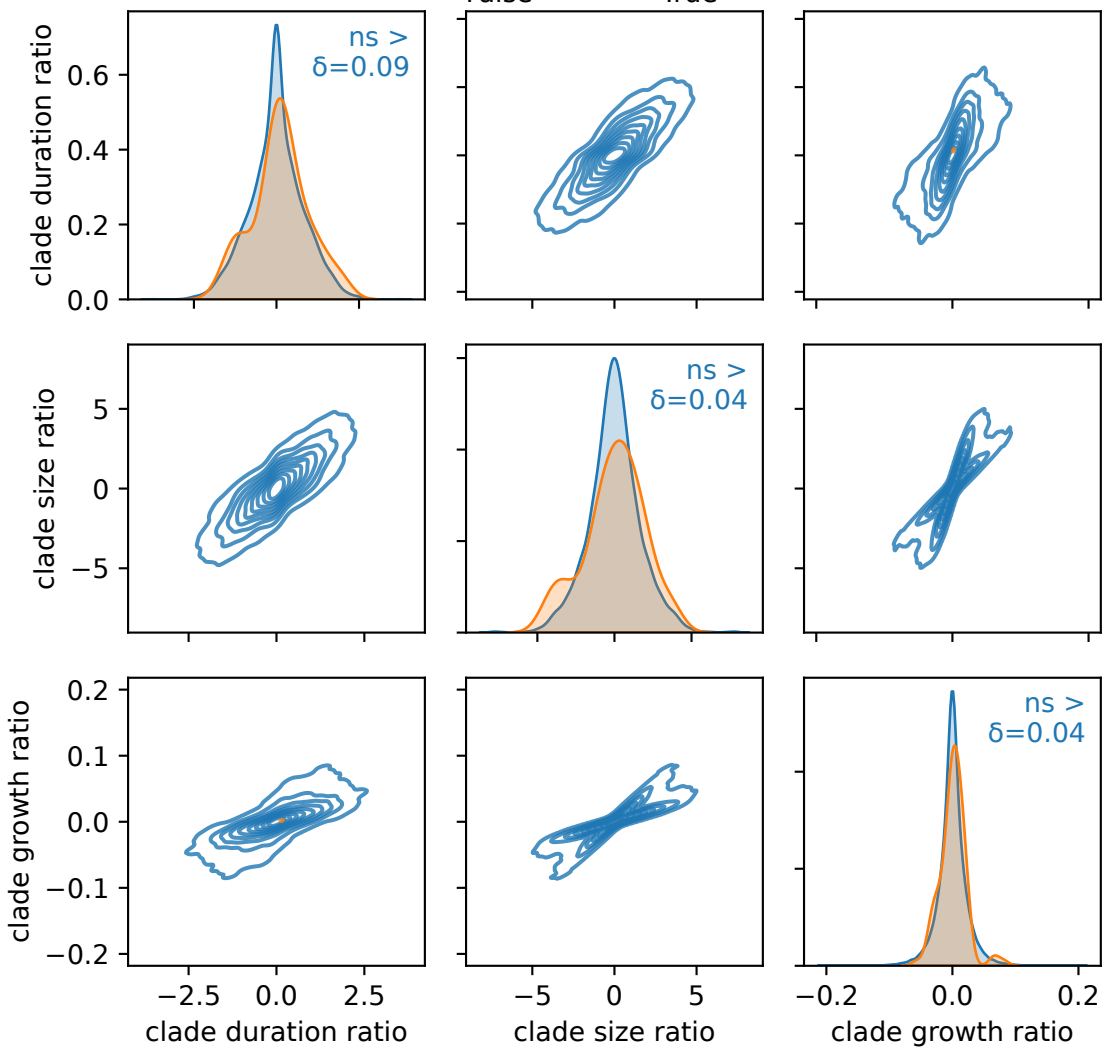 clade duration ratio
0.6
0.4
0.2
0.0
ns >
δ=0.09
clade size ratio
5
0
−5
ns >
δ=0.04
clade growth ratio
0.2
0.1
0.0
−0.1
−0.2
ns >
δ=0.04
−2.5 0.0 2.5
−5 0 5
−0.2 0.0 0.2
clade duration ratio
clade size ratio
clade growth ratio